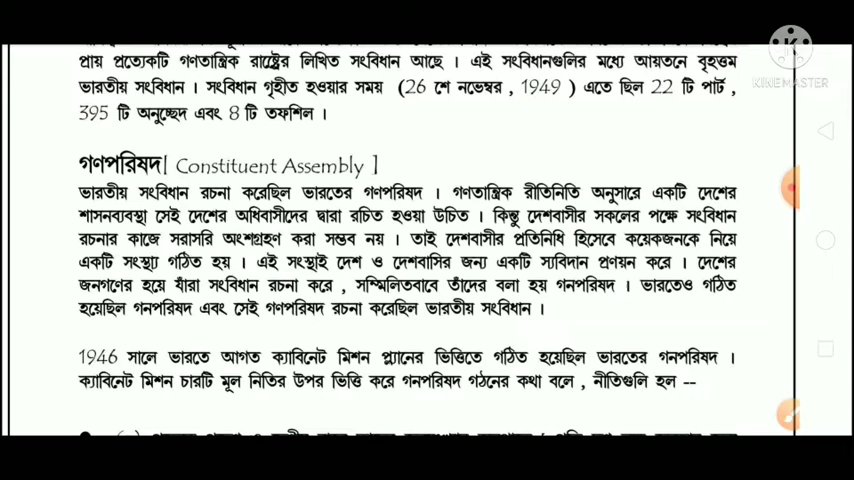 প্রায় প্রত্যেকটি গণতান্ত্রিক রাষ্ট্রের লিখিত সংবিধান আছে । এই সংবিধানগুলির মধ্যে আয়তনে বৃহত্তম
ভারতীয় সংবিধান । সংবিধান গৃহীত হওয়ার সময় (26 শে নভেম্বর , 1949 ) এতে ছিল 22 টি পার্ট ,
395 টি অনুচ্ছেদ এবং 8 টি তফশিল ।
গণপরিষদ[ Constituent Assembly ]
ভারতীয় সংবিধান রচনা করেছিল ভারতের গণপরিষদ । গণতান্ত্রিক রীতিনিতি অনুসারে একটি দেশের
শাসনব্যবস্থা সেই দেশের অধিবাসীদের দ্বারা রচিত হওয়া উচিত । কিন্তু দেশবাসীর সকলের পক্ষে সংবিধান
রচনার কাজে সরাসরি অংশগ্রহণ করা সম্ভব নয় । তাই দেশবাসীর প্রতিনিধি হিসেবে কয়েকজনকে নিয়ে
একটি সংস্থ্যা গঠিত হয় । এই সংস্থাই দেশ ও দেশবাসির জন্য একটি স্যবিদান প্রণয়ন করে । দেশের
জনগণের হয়ে যাঁরা সংবিধান রচনা করে , সম্মিলিতবাবে তাঁদের বলা হয় গনপরিষদ । ভারতেও গঠিত
হয়েছিল গনপরিষদ এবং সেই গণপরিষদ রচনা করেছিল ভারতীয় সংবিধান ।
1946 সালে ভারতে আগত ক্যাবিনেট মিশন প্ল্যানের ভিত্তিতে গঠিত হয়েছিল ভারতের গনপরিষদ ।
ক্যাবিনেট মিশন চারটি মূল নিতির উপর ভিত্তি করে গনপরিষদ গঠনের কথা বলে , নীতিগুলি হল --
KINEMASTER